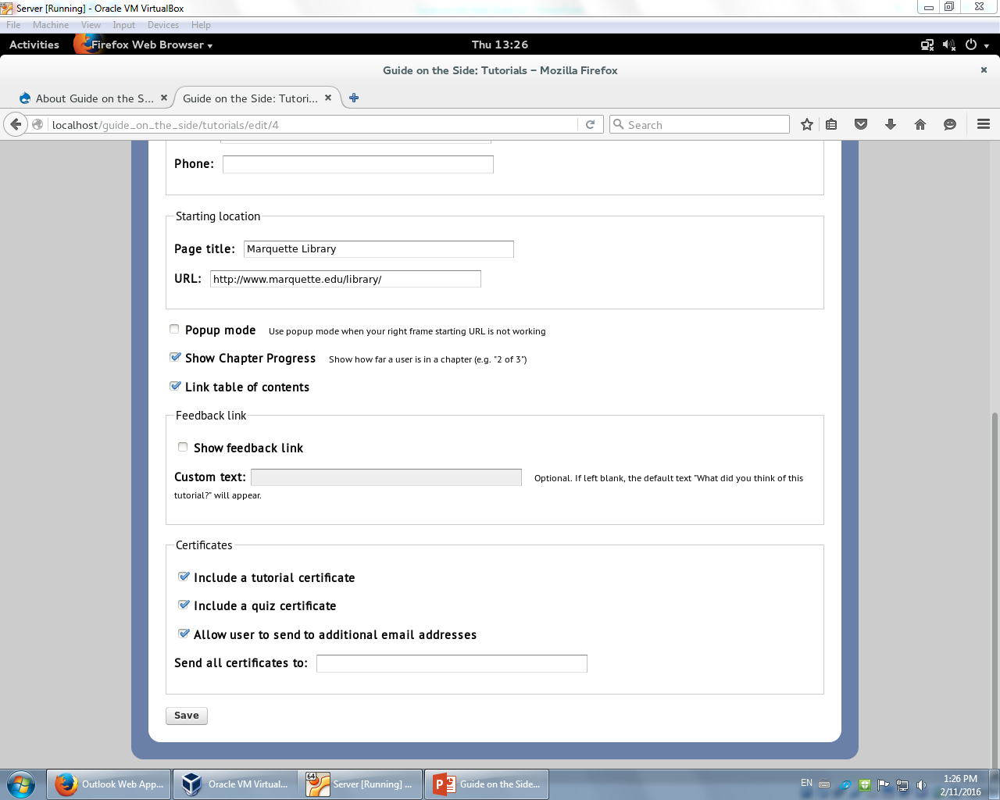 Server [Running] - Oracle VM VirtualBox
File Machine View Input Devices Help
Activities Firefox Web Browser Thu 13:26
Guide on the Side: Tutorials – Mozilla Firefox
About Guide on the S... Guide on the Side: Tutori...
localhost/guide_on_the_side/tutorials/edit/4 Search
Phone:
Starting location
Page title: Marquette Library
URL: http://www.marquette.edu/library/
Popup mode Use popup mode when your right frame starting URL is not working
Show Chapter Progress Show how far a user is in a chapter (e.g. "2 of 3")
Link table of contents
Feedback link
Show feedback link
Custom text: Optional. If left blank, the default text "What did you think of this
tutorial?" will appear.
Certificates
Include a tutorial certificate
Include a quiz certificate
Allow user to send to additional email addresses
Send all certificates to:
Save
Outlook Web App... Oracle VM Virtual... 64 Server [Running] ... Guide on the Side... EN 1:26 PM
2/11/2016